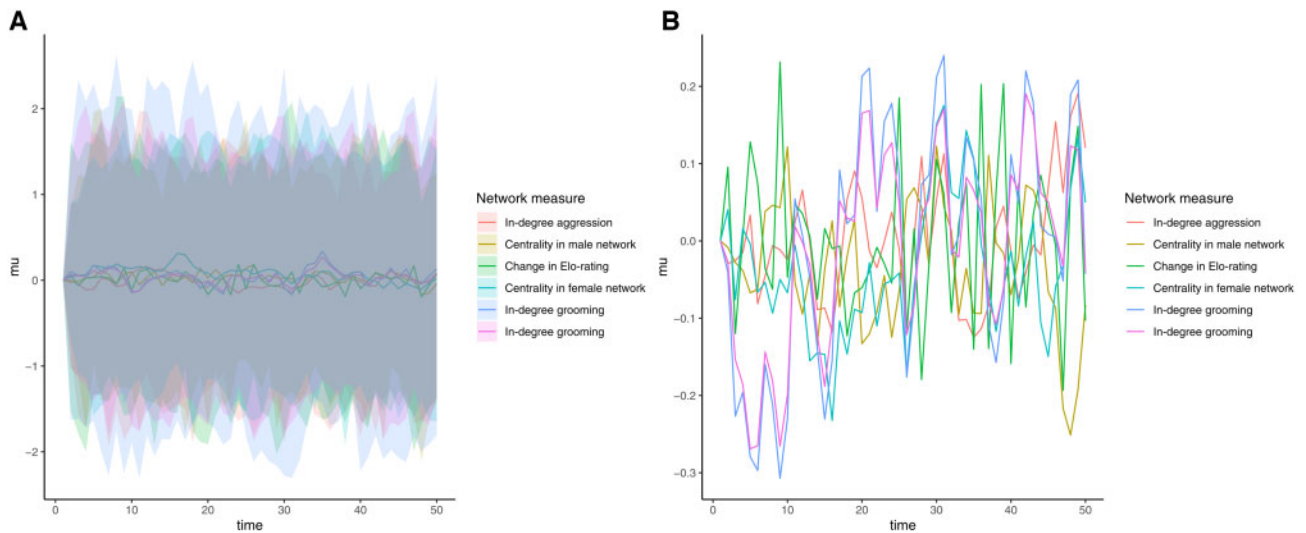 A
mu
2
1
0
−1
−2
0
10
20
30
40
50
time
Network measure
In-degree aggression
Centrality in male network
Change in Elo-rating
Centrality in female network
In-degree grooming
In-degree grooming
B
mu
0.2
0.1
0.0
−0.1
−0.2
−0.3
0
10
20
30
40
50
time
Network measure
In-degree aggression
Centrality in male network
Change in Elo-rating
Centrality in female network
In-degree grooming
In-degree grooming